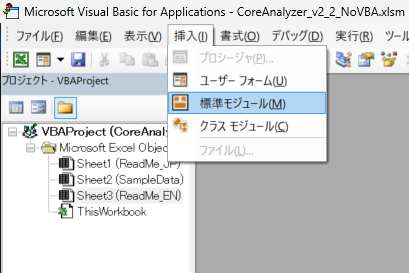 Microsoft Visual Basic for Applications - CoreAnalyzer_v2_2_NoVBA.xlsm
ファイル(F) 編集(E) 表示(V) 挿入(I) 書式(O) デバッグ(D) 実行(R) ツール
プロシージャ(P)...
ユーザー フォーム(U)
標準モジュール(M)
クラス モジュール(C)
ファイル(L)...
プロジェクト - VBAProject
VBAProject (CoreAnaly
Microsoft Excel Objec
Sheet1 (ReadMe_JP)
Sheet2 (SampleData)
Sheet3 (ReadMe_EN)
ThisWorkbook